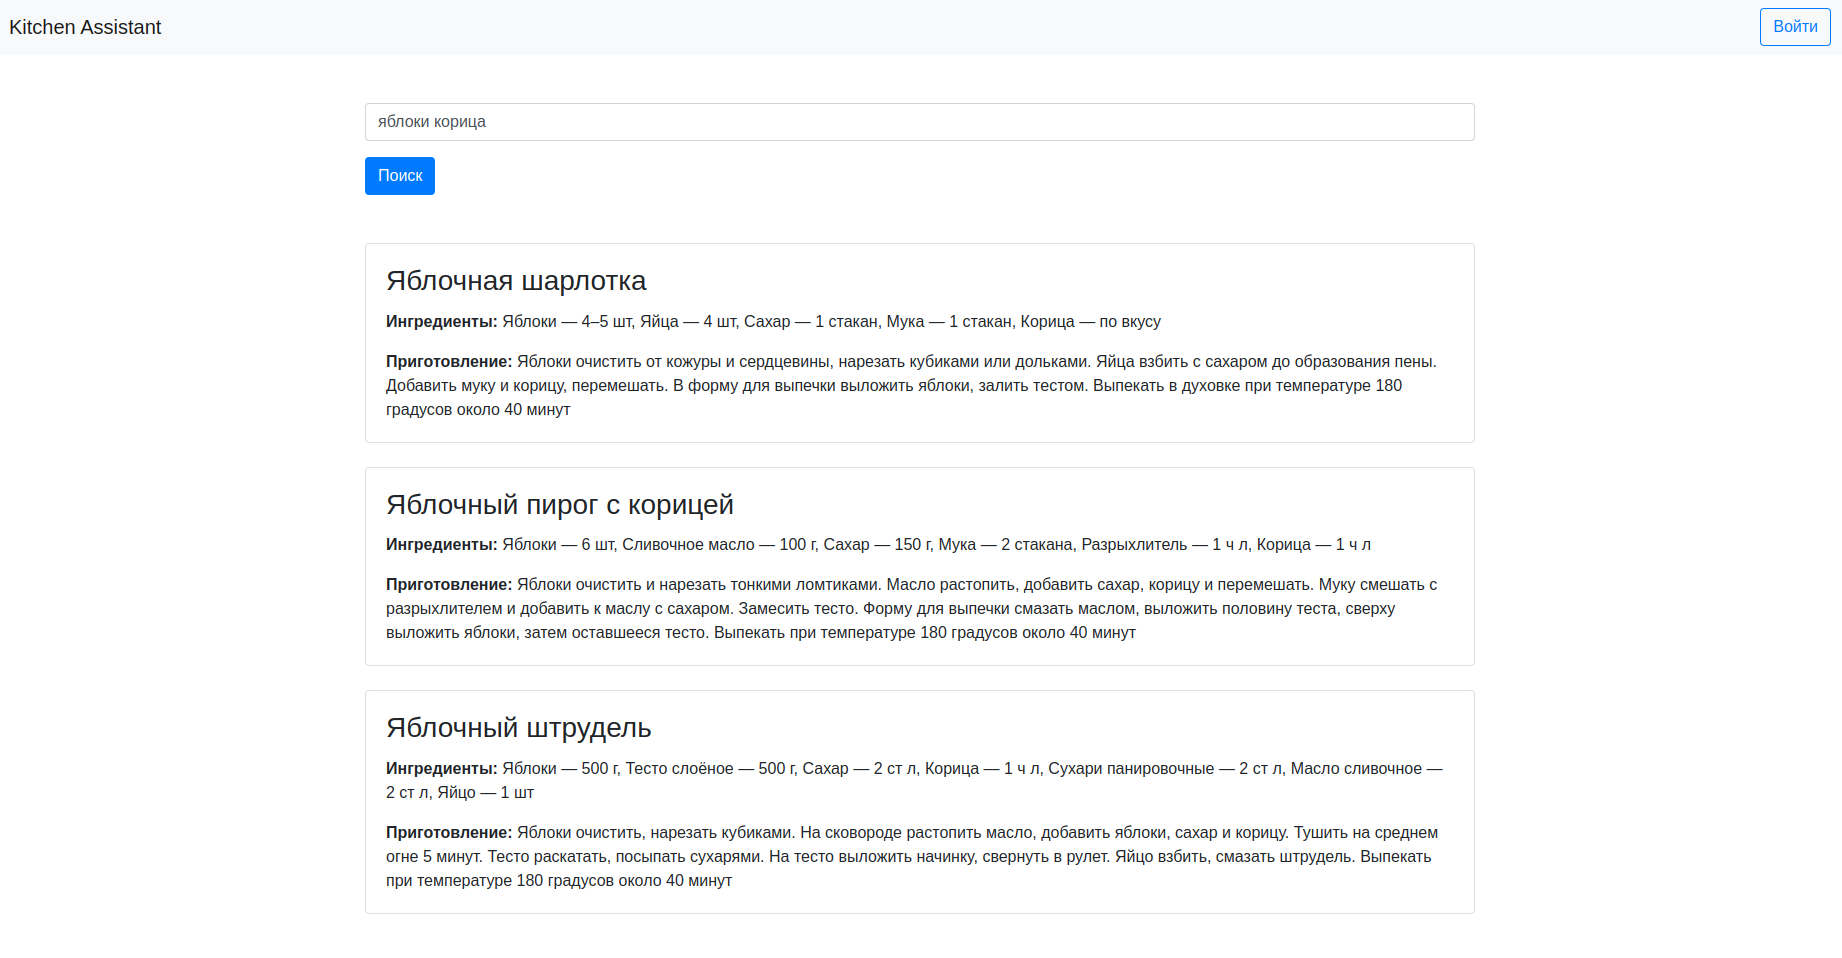 Kitchen Assistant
Войти
яблоки корица
Поиск
Яблочная шарлотка
Ингредиенты: Яблоки — 4–5 шт, Яйца — 4 шт, Сахар — 1 стакан, Мука — 1 стакан, Корица — по вкусу
Приготовление: Яблоки очистить от кожуры и сердцевины, нарезать кубиками или дольками. Яйца взбить с сахаром до образования пены.
Добавить муку и корицу, перемешать. В форму для выпечки выложить яблоки, залить тестом. Выпекать в духовке при температуре 180
градусов около 40 минут
Яблочный пирог с корицей
Ингредиенты: Яблоки — 6 шт, Сливочное масло — 100 г, Сахар — 150 г, Мука — 2 стакана, Разрыхлитель — 1 ч л, Корица — 1 ч л
Приготовление: Яблоки очистить и нарезать тонкими ломтиками. Масло растопить, добавить сахар, корицу и перемешать. Муку смешать с
разрыхлителем и добавить к маслу с сахаром. Замесить тесто. Форму для выпечки смазать маслом, выложить половину теста, сверху
выложить яблоки, затем оставшееся тесто. Выпекать при температуре 180 градусов около 40 минут
Яблочный штрудель
Ингредиенты: Яблоки — 500 г, Тесто слоёное — 500 г, Сахар — 2 ст л, Корица — 1 ч л, Сухари панировочные — 2 ст л, Масло сливочное —
2 ст л, Яйцо — 1 шт
Приготовление: Яблоки очистить, нарезать кубиками. На сковороде растопить масло, добавить яблоки, сахар и корицу. Тушить на среднем
огне 5 минут. Тесто раскатать, посыпать сухарями. На тесто выложить начинку, свернуть в рулет. Яйцо взбить, смазать штрудель. Выпекать
при температуре 180 градусов около 40 минут